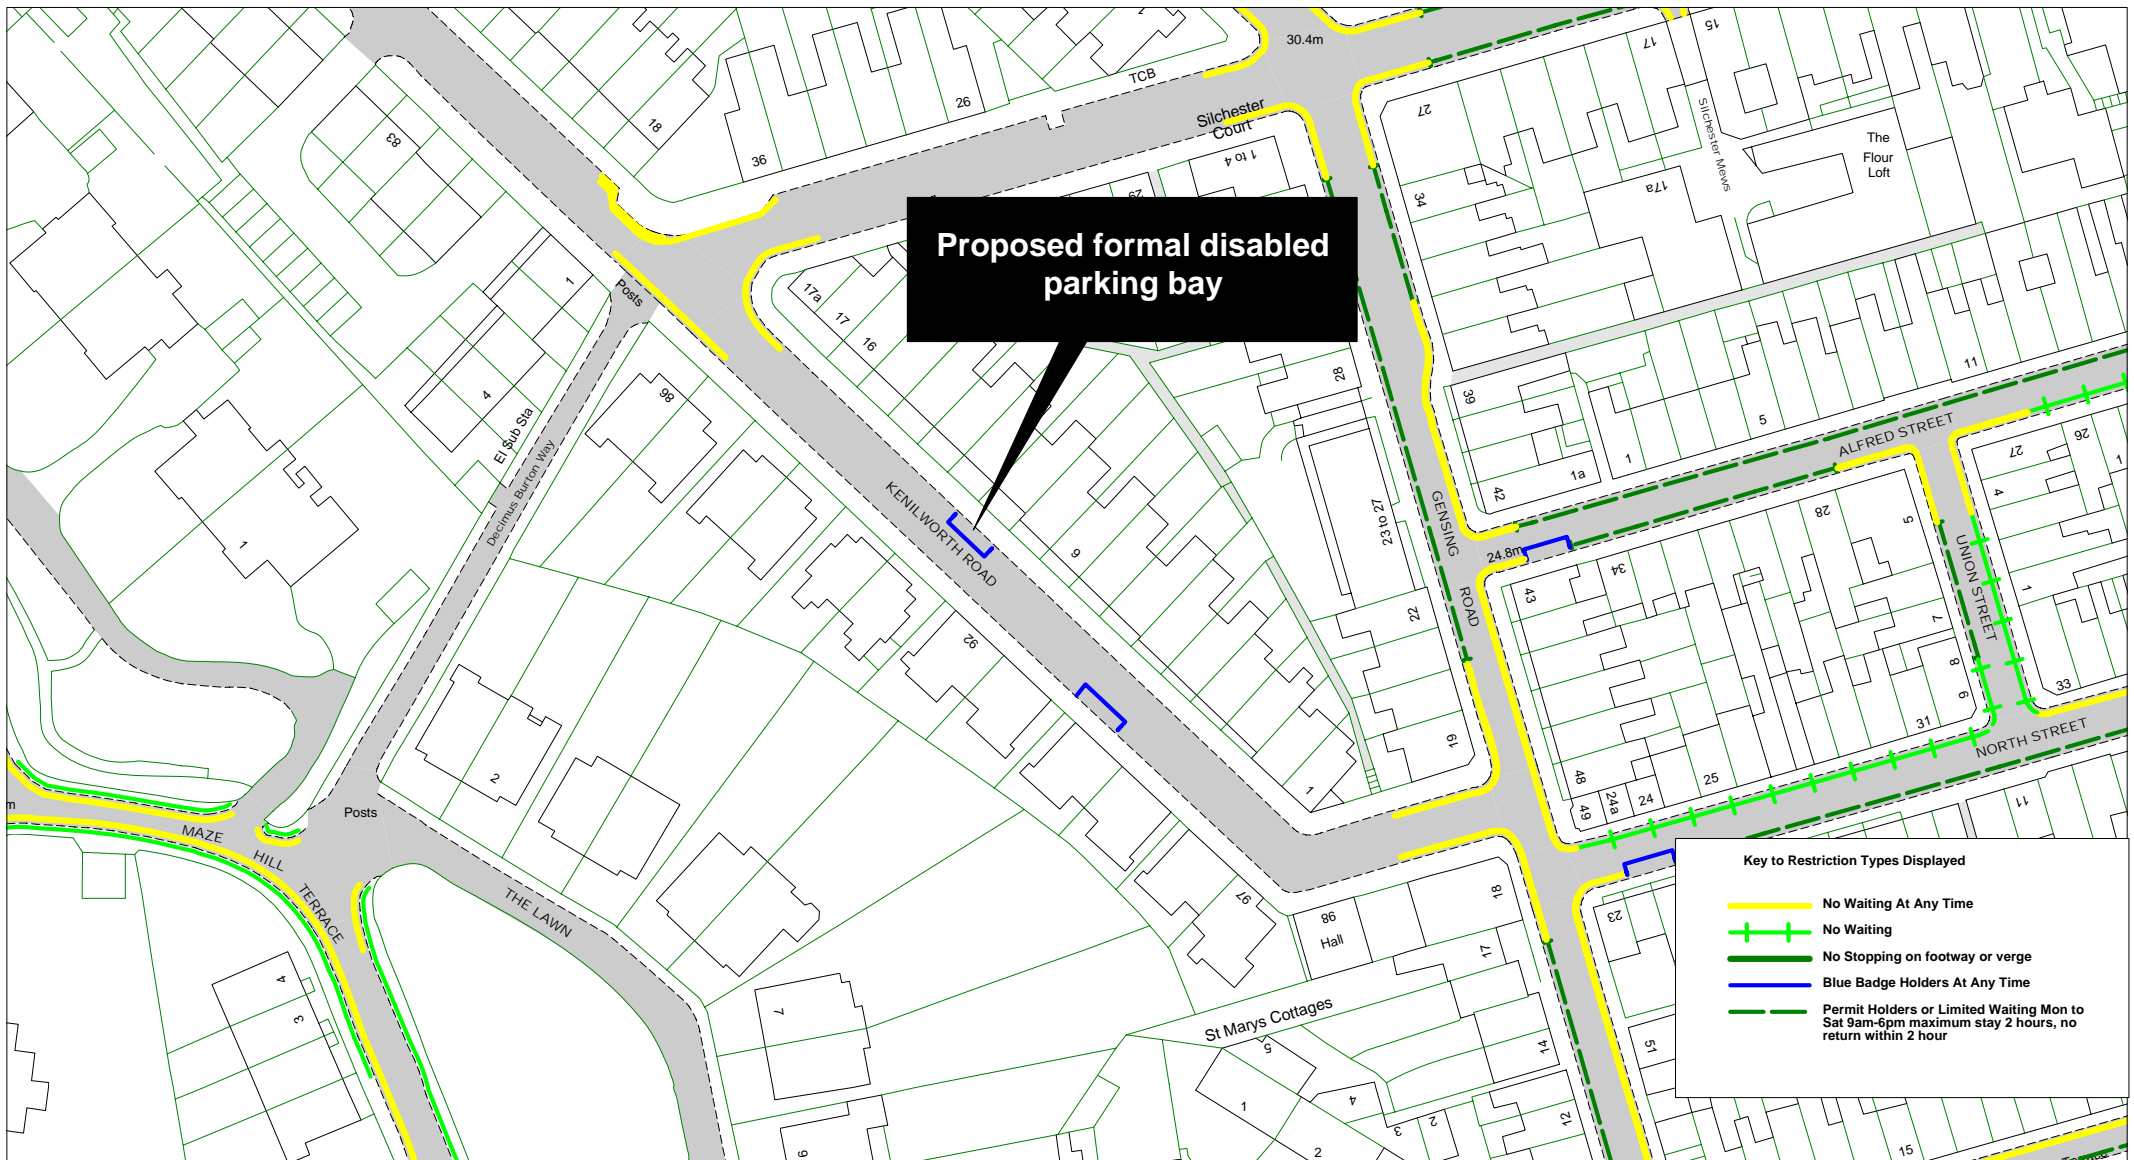 30.4m
TCB
Silchester
Court
1 to 4
26
36
18
83
29
27
34
17
15
17a
Silchester Mews
The
Flour
Loft
Proposed formal disabled
parking bay
Posts
1
4
El Sub Sta
Decimus Burton Way
98
17a
17
16
28
39
42
1a
1
5
11
ALFRED STREET
27
26
1
4
KENILWORTH ROAD
9
23 to 27
GENSING
ROAD
24.8m
43
34
28
5
7
8
9
UNION STREET
1
33
1
92
22
19
1
48
49
24a
24
25
31
NORTH STREET
11
2
Posts
m
MAZE
HILL
TERRACE
THE LAWN
97
98
Hall
18
17
23
4
3
7
St Marys Cottages
5
1
4
3
2
2
14
12
51
15
Key to Restriction Types Displayed
No Waiting At Any Time
No Waiting
No Stopping on footway or verge
Blue Badge Holders At Any Time
Permit Holders or Limited Waiting Mon to
Sat 9am-6pm maximum stay 2 hours, no
return within 2 hour